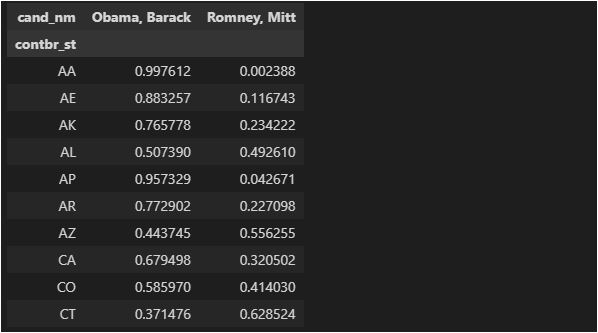 cand_nm Obama, Barack Romney, Mitt
contbr_st
AA 0.997612 0.002388
AE 0.883257 0.116743
AK 0.765778 0.234222
AL 0.507390 0.492610
AP 0.957329 0.042671
AR 0.772902 0.227098
AZ 0.443745 0.556255
CA 0.679498 0.320502
CO 0.585970 0.414030
CT 0.371476 0.628524